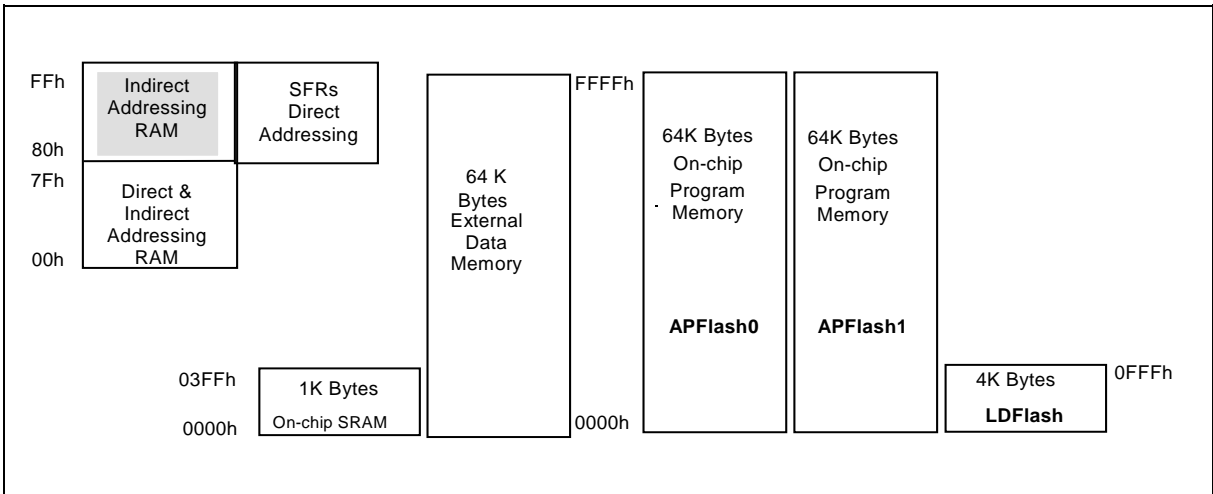 FFh
Indirect
Addressing
RAM
80h
SFRs
Direct
Addressing
7Fh
Direct &
Indirect
Addressing
RAM
00h
03FFh
1K Bytes
On-chip SRAM
0000h
64 K
Bytes
External
Data
Memory
FFFFh
0000h
64K Bytes
On-chip
Program
Memory
APFlash0
64K Bytes
On-chip
Program
Memory
APFlash1
4K Bytes
LDFlash
0FFFh